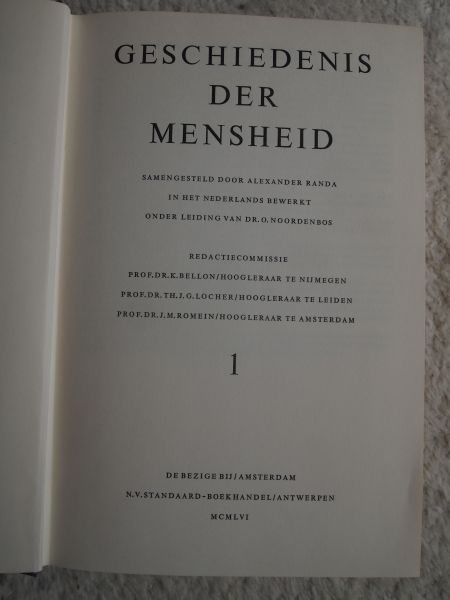 GESCHIEDENIS
DER
MENSHEID
SAMENGESTELD DOOR ALEXANDER RANDA
IN HET NEDERLANDS BEWERKT
ONDER LEIDING VAN DR.O.NOORDENBOS
REDACTIECOMMISSIE
PROF.DR.K.BELLON/HOOGLERAAR TE NIJMEGEN
PROF.DR.TH.J.G.LOCHER/HOOGLERAAR TE LEIDEN
PROF.DR.J.M.ROMEIN/HOOGLERAAR TE AMSTERDAM
1
DE BEZIGE BIJ/AMSTERDAM
N.V.STANDAARD-BOEKHANDEL/ANTWERPEN
MCMLVI